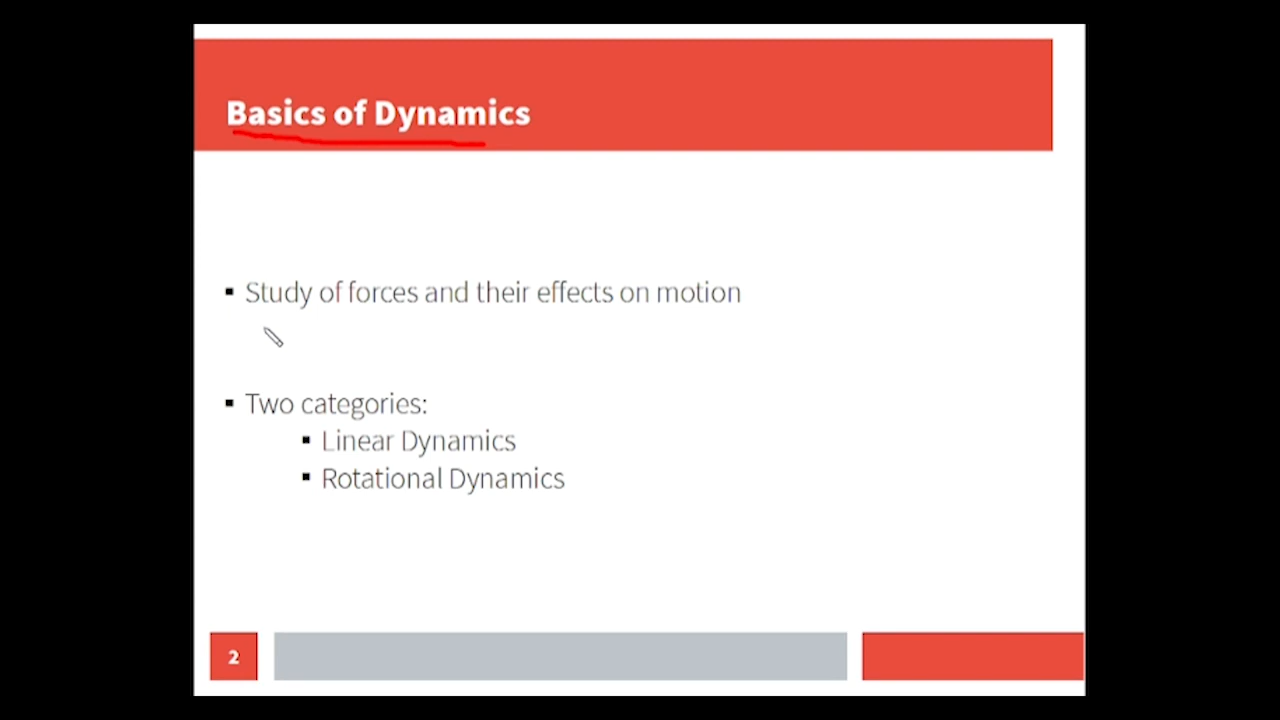 Basics of Dynamics
▪ Study of forces and their effects on motion
▪ Two categories:
▪ Linear Dynamics
▪ Rotational Dynamics
2